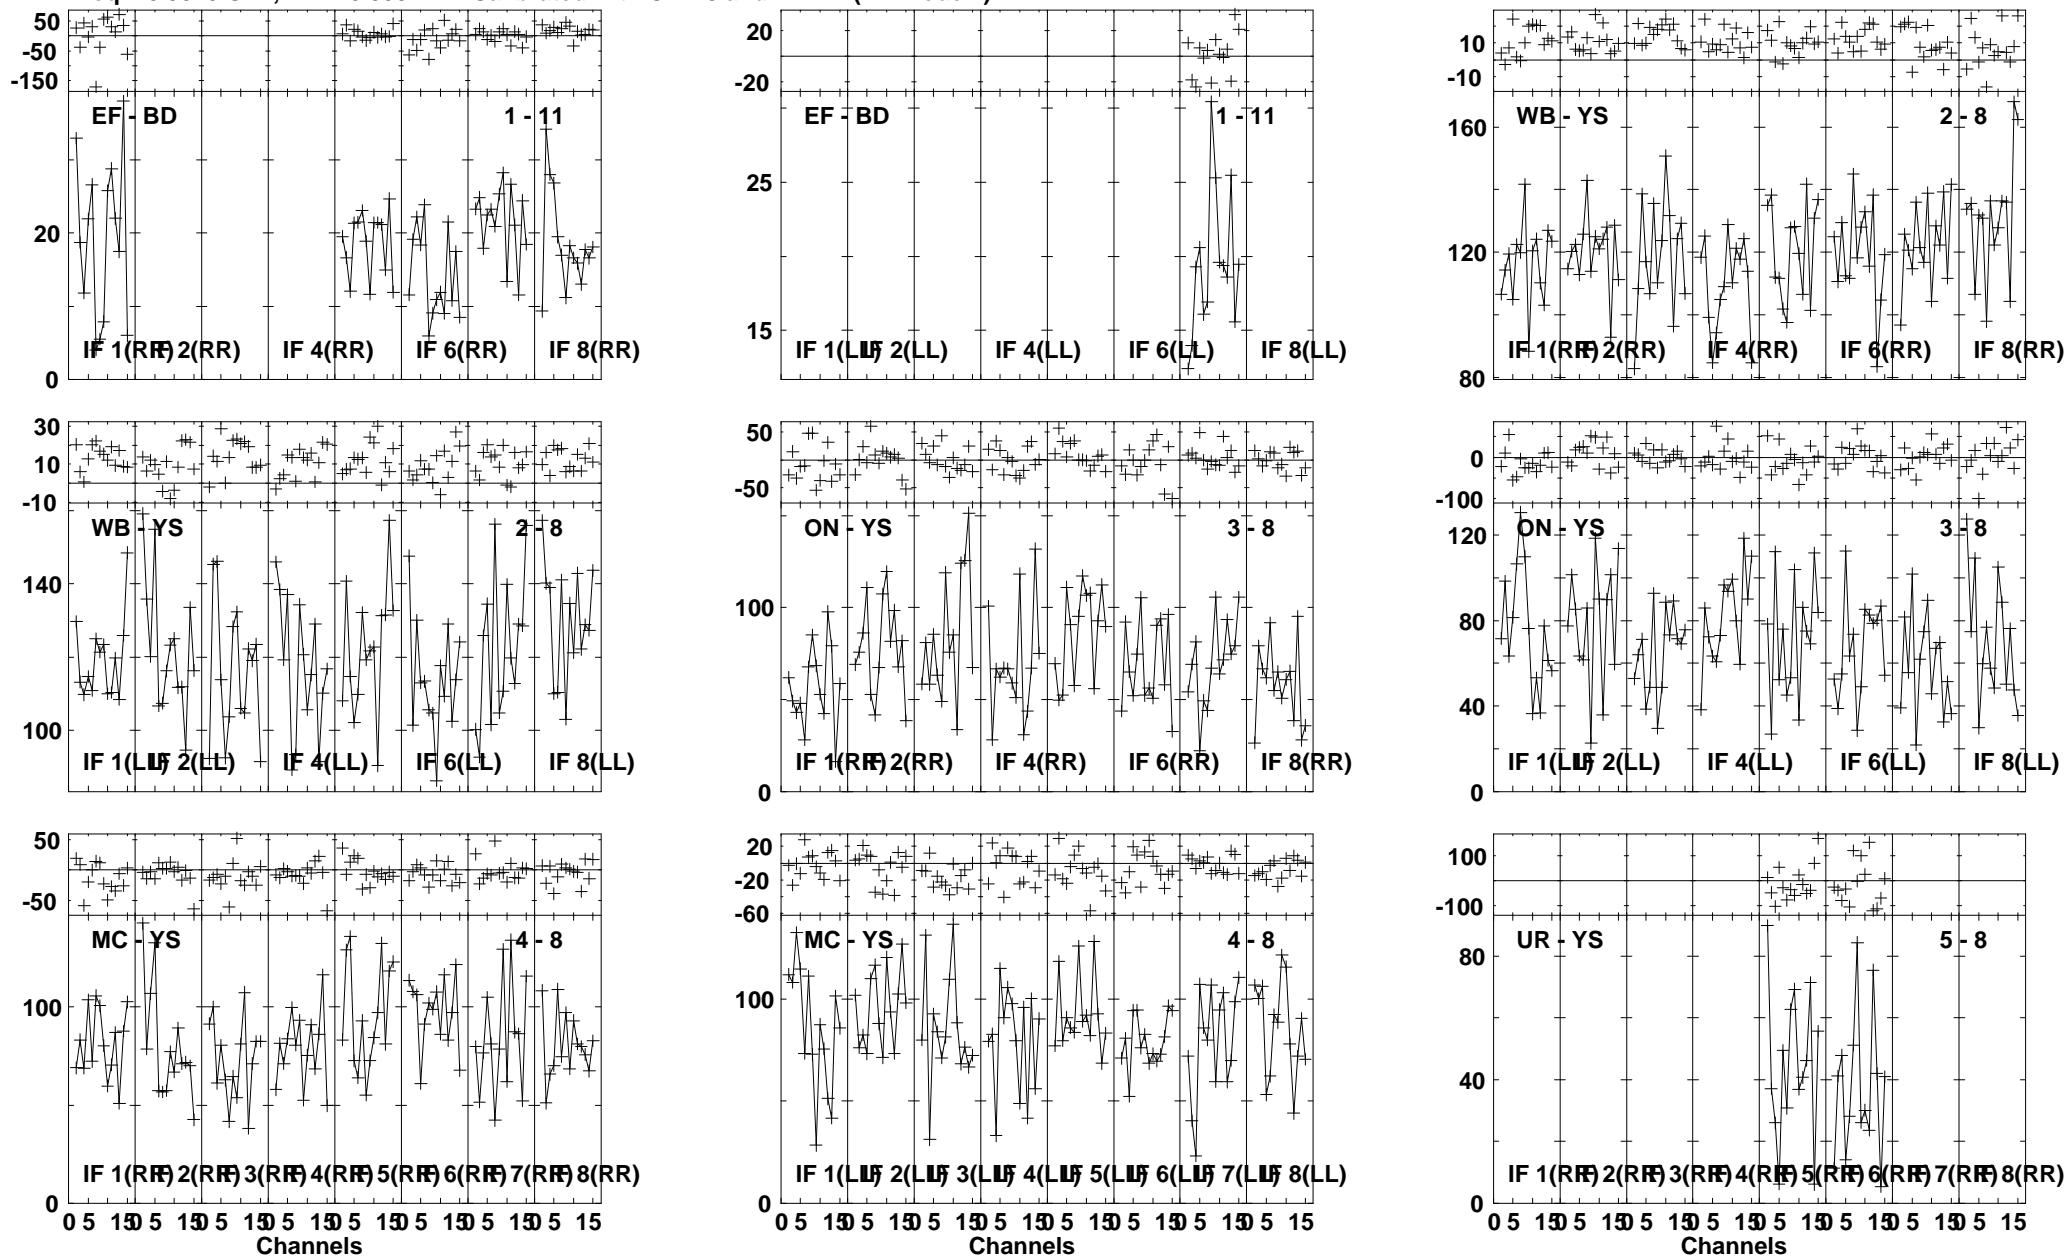 50
-50
-150
EF - BD
1 - 11
20
0
IF 1(RR)
IF 2(RR)
IF 4(RR)
IF 6(RR)
IF 8(RR)
20
-20
EF - BD
1 - 11
25
15
IF 1(LL)
IF 2(LL)
IF 4(LL)
IF 6(LL)
IF 8(LL)
10
-10
WB - YS
2 - 8
160
120
80
IF 1(RR)
IF 2(RR)
IF 4(RR)
IF 6(RR)
IF 8(RR)
30
10
-10
WB - YS
2 - 8
140
100
IF 1(LL)
IF 2(LL)
IF 4(LL)
IF 6(LL)
IF 8(LL)
50
-50
ON - YS
3 - 8
100
0
IF 1(RR)
IF 2(RR)
IF 4(RR)
IF 6(RR)
IF 8(RR)
0
-100
ON - YS
3 - 8
120
80
40
0
IF 1(LL)
IF 2(LL)
IF 4(LL)
IF 6(LL)
IF 8(LL)
50
-50
MC - YS
4 - 8
100
0
IF 1(RR)
IF 2(RR)
IF 3(RR)
IF 4(RR)
IF 5(RR)
IF 6(RR)
IF 7(RR)
IF 8(RR)
0 5 15 0 5 15 0 5 15 0 5 15 0 5 15 0 5 15 0 5 15 0 5 15
Channels
20
-20
-60
MC - YS
4 - 8
100
0
IF 1(LL)
IF 2(LL)
IF 3(LL)
IF 4(LL)
IF 5(LL)
IF 6(LL)
IF 7(LL)
IF 8(LL)
0 5 15 0 5 15 0 5 15 0 5 15 0 5 15 0 5 15 0 5 15 0 5 15
Channels
100
-100
UR - YS
5 - 8
80
40
0
IF 1(RR)
IF 2(RR)
IF 3(RR)
IF 4(RR)
IF 5(RR)
IF 6(RR)
IF 7(RR)
IF 8(RR)
0 5 15 0 5 15 0 5 15 0 5 15 0 5 15 0 5 15 0 5 15 0 5 15
Channels